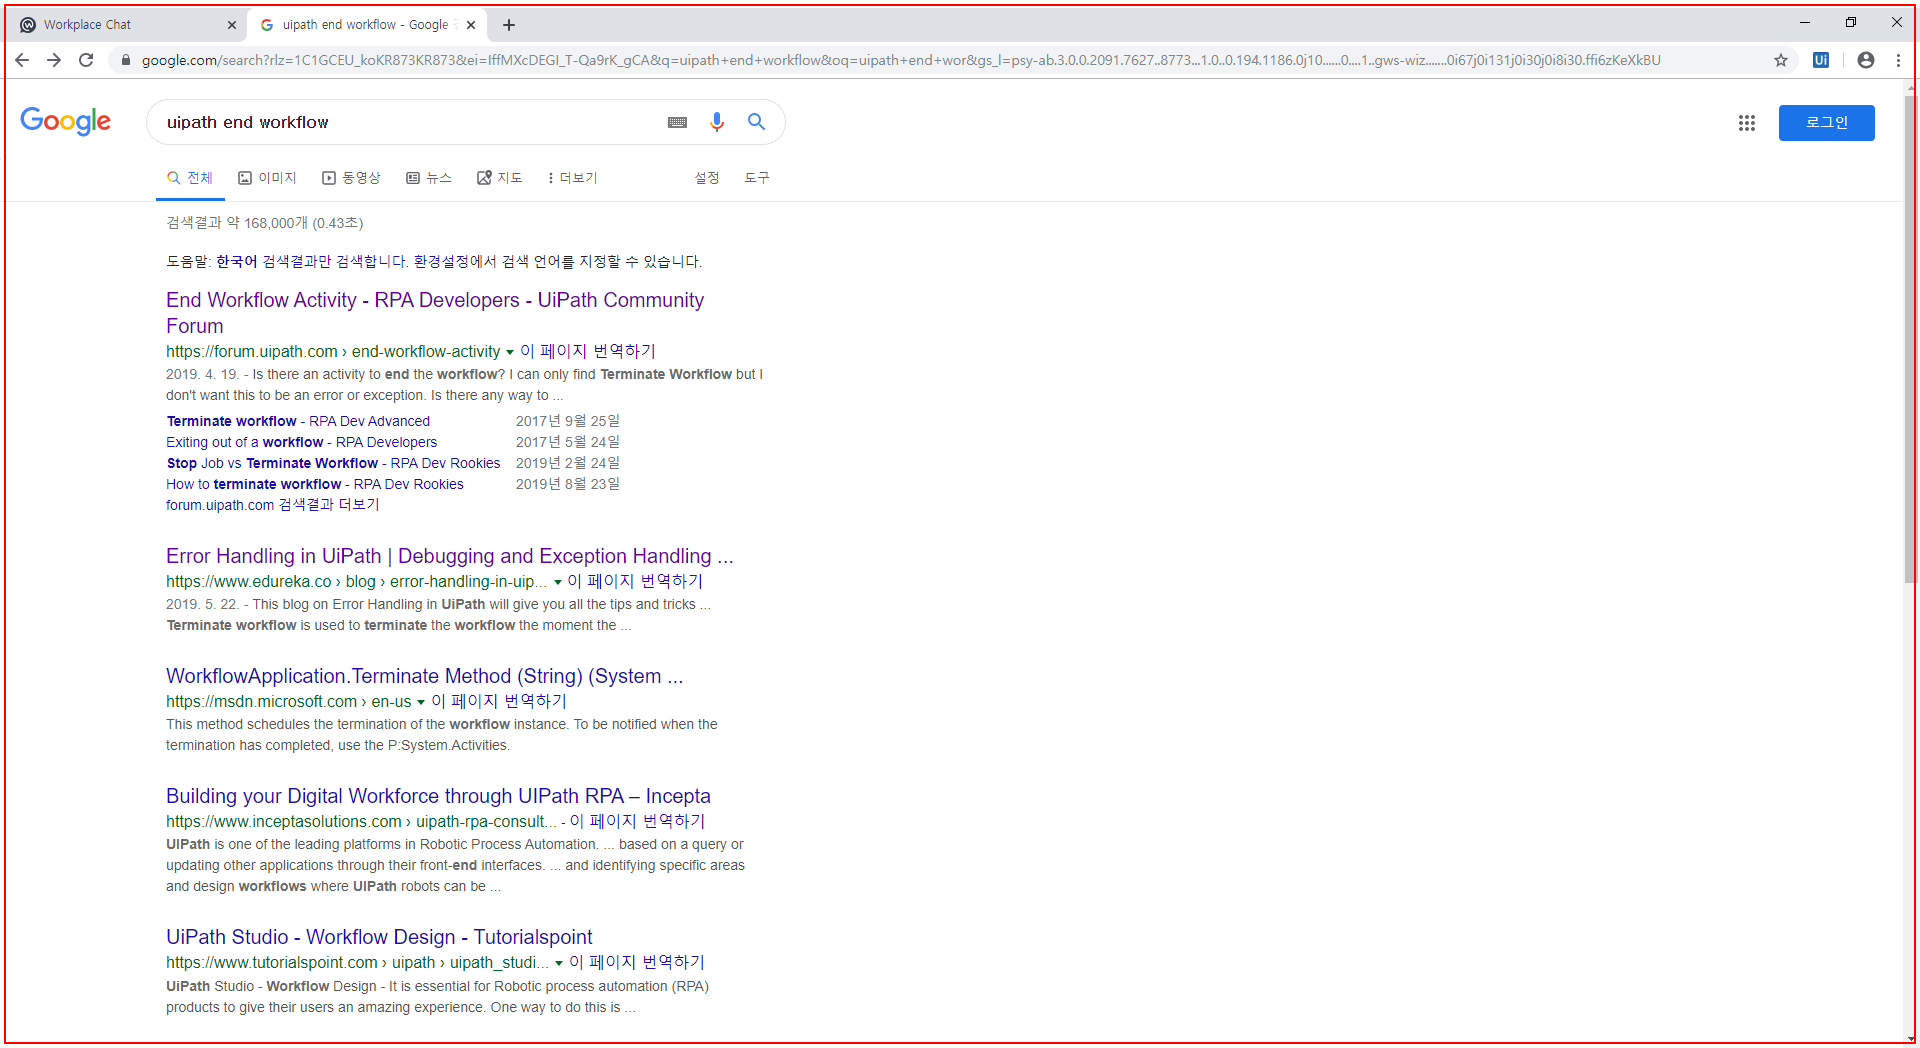 Workplace Chat
uipath end workflow - Google
google.com/search?rlz=1C1GCEU_koKR873KR873&ei=IffMXcDEGI_T-Qa9rK_gCA&q=uipath+end+workflow&oq=uipath+end+wor&gs_l=psy-ab.3.0.0.2091.7627..8773...1.0..0.194.1186.0j10......0....1..gws-wiz.......0i67j0i131j0i30j0i8i30.ffi6zKeXkBU
Ui
Google
uipath end workflow
로그인
전체 이미지 동영상 뉴스 지도 더보기 설정 도구
검색결과 약 168,000개 (0.43초)
도움말: 한국어 검색결과만 검색합니다. 환경설정에서 검색 언어를 지정할 수 있습니다.
End Workflow Activity - RPA Developers - UiPath Community
Forum
https://forum.uipath.com › end-workflow-activity ▾ 이 페이지 번역하기
2019. 4. 19. - Is there an activity to end the workflow? I can only find Terminate Workflow but I
don't want this to be an error or exception. Is there any way to ...
Terminate workflow - RPA Dev Advanced 2017년 9월 25일
Exiting out of a workflow - RPA Developers 2017년 5월 24일
Stop Job vs Terminate Workflow - RPA Dev Rookies 2019년 2월 24일
How to terminate workflow - RPA Dev Rookies 2019년 8월 23일
forum.uipath.com 검색결과 더보기
Error Handling in UiPath | Debugging and Exception Handling ...
https://www.edureka.co › blog › error-handling-in-uip... ▾ 이 페이지 번역하기
2019. 5. 22. - This blog on Error Handling in UiPath will give you all the tips and tricks ...
Terminate workflow is used to terminate the workflow the moment the ...
WorkflowApplication.Terminate Method (String) (System ...
https://msdn.microsoft.com › en-us ▾ 이 페이지 번역하기
This method schedules the termination of the workflow instance. To be notified when the
termination has completed, use the P:System.Activities.
Building your Digital Workforce through UIPath RPA – Incepta
https://www.inceptasolutions.com › uipath-rpa-consult... - 이 페이지 번역하기
UIPath is one of the leading platforms in Robotic Process Automation. ... based on a query or
updating other applications through their front-end interfaces. ... and identifying specific areas
and design workflows where UIPath robots can be ...
UiPath Studio - Workflow Design - Tutorialspoint
https://www.tutorialspoint.com › uipath › uipath_studi... ▾ 이 페이지 번역하기
UiPath Studio - Workflow Design - It is essential for Robotic process automation (RPA)
products to give their users an amazing experience. One way to do this is ...